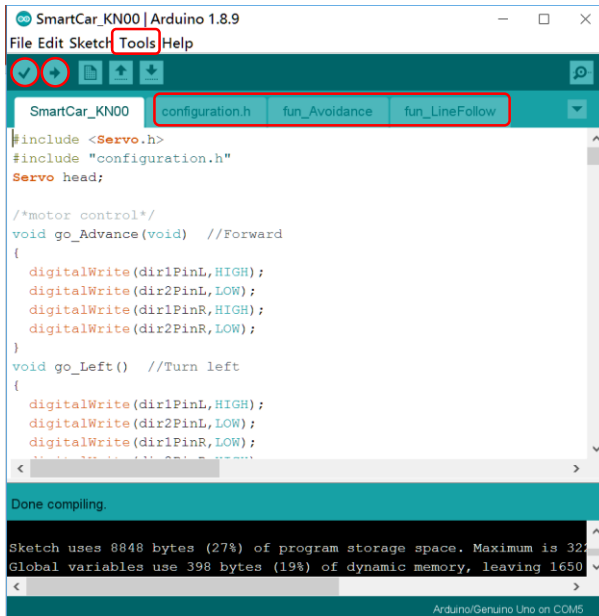 SmartCar_KN00 | Arduino 1.8.9
File Edit Sketch Tools Help
SmartCar_KN00 configuration.h fun_Avoidance fun_LineFollow
#include <Servo.h>
#include "configuration.h"
Servo head;
/*motor control*/
void go_Advance(void)  //Forward
{
  digitalWrite(dir1PinL,HIGH);
  digitalWrite(dir2PinL,LOW);
  digitalWrite(dir1PinR,HIGH);
  digitalWrite(dir2PinR,LOW);
}
void go_Left()  //Turn left
{
  digitalWrite(dir1PinL,HIGH);
  digitalWrite(dir2PinL,LOW);
  digitalWrite(dir1PinR,LOW);
Done compiling.
Sketch uses 8848 bytes (27%) of program storage space. Maximum is 322
Global variables use 398 bytes (19%) of dynamic memory, leaving 1650
Arduino/Genuino Uno on COM5